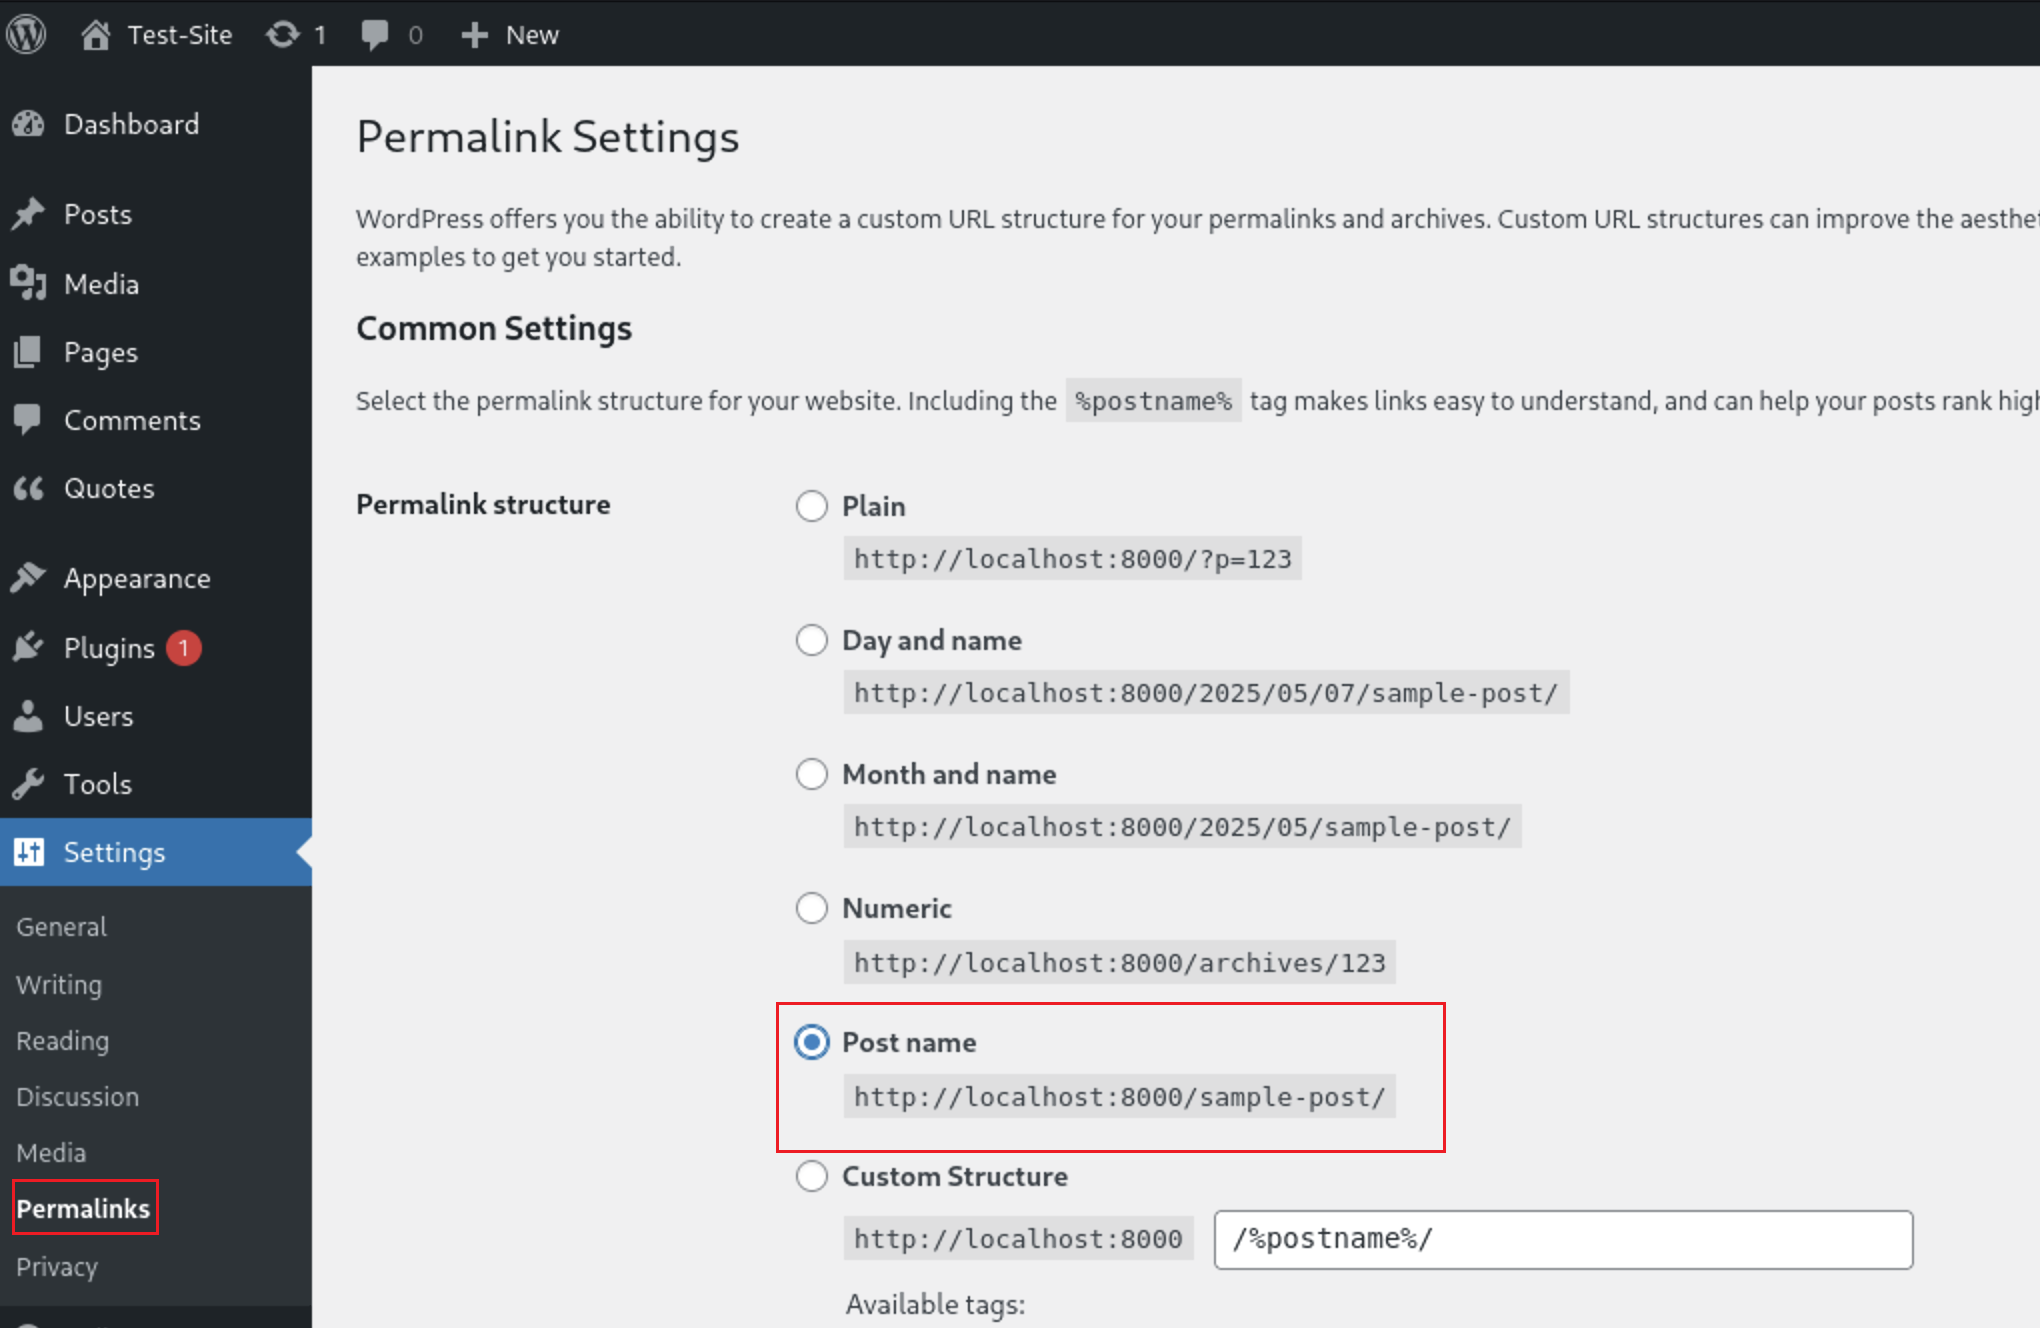 Test-Site 1 0 New
Dashboard
Posts
Media
Pages
Comments
Quotes
Appearance
Plugins 1
Users
Tools
Settings
General
Writing
Reading
Discussion
Media
Permalinks
Privacy
Permalink Settings
WordPress offers you the ability to create a custom URL structure for your permalinks and archives. Custom URL structures can improve the
examples to get you started.
Common Settings
Select the permalink structure for your website. Including the %postname% tag makes links easy to understand, and can help your posts rank
Permalink structure
Plain
http://localhost:8000/?p=123
Day and name
http://localhost:8000/2025/05/07/sample-post/
Month and name
http://localhost:8000/2025/05/sample-post/
Numeric
http://localhost:8000/archives/123
Post name
http://localhost:8000/sample-post/
Custom Structure
http://localhost:8000 /%postname%/
Available tags: